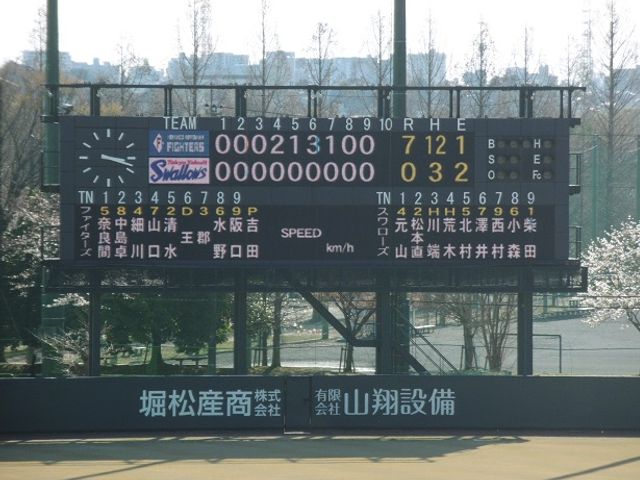 TEAM 1 2 3 4 5 6 7 8 9 10 R H E
FIGHTERS 000213100 7 12 1
Swallows 000000000 0 3 2
B H
S E
O Fc
TN 1 2 3 4 5 6 7 8 9
ファイターズ
5 8 4 7 2 D 3 6 9 P
奈良間
中島卓
細川
山口
清水
王
郡
水野
阪口
吉田
SPEED
km/h
TN 1 2 3 4 5 6 7 8 9
スワローズ
4 2 H H 5 7 9 6 1
元山
松本直
川端
荒木
北村
澤井
西村
小森
柴田
堀松産商 株式会社
有限会社 山翔設備